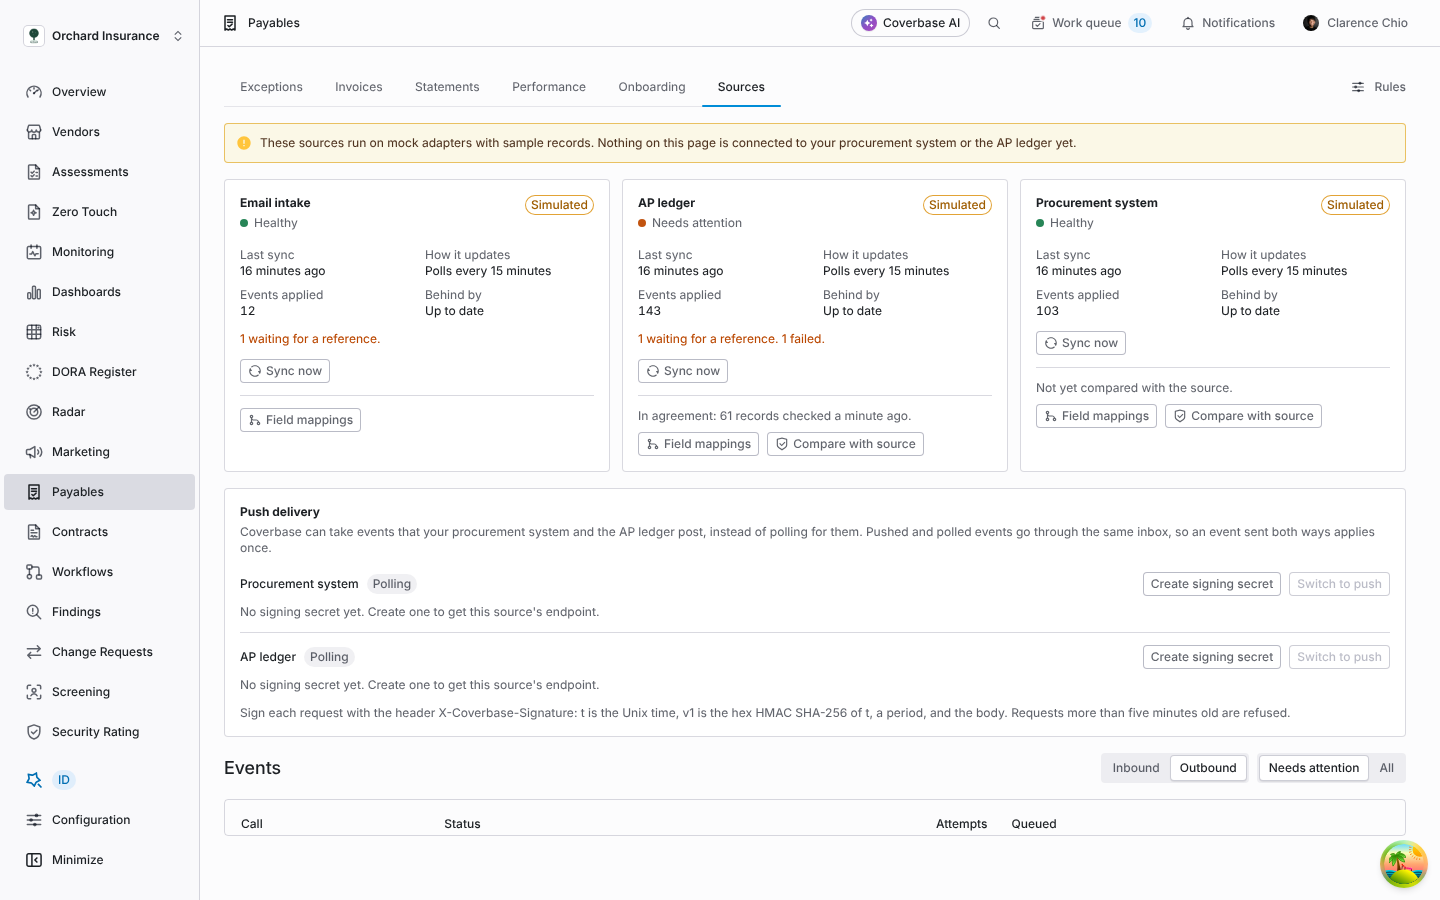 Orchard Insurance
Payables
Coverbase AI
Work queue 10
Notifications
Clarence Chio
Overview
Vendors
Assessments
Zero Touch
Monitoring
Dashboards
Risk
DORA Register
Radar
Marketing
Payables
Contracts
Workflows
Findings
Change Requests
Screening
Security Rating
ID
Configuration
Minimize
Exceptions Invoices Statements Performance Onboarding Sources
Rules
These sources run on mock adapters with sample records. Nothing on this page is connected to your procurement system or the AP ledger yet.
Email intake
Simulated
Healthy
Last sync How it updates
16 minutes ago Polls every 15 minutes
Events applied Behind by
12 Up to date
1 waiting for a reference.
Sync now
Field mappings
AP ledger
Simulated
Needs attention
Last sync How it updates
16 minutes ago Polls every 15 minutes
Events applied Behind by
143 Up to date
1 waiting for a reference. 1 failed.
Sync now
In agreement: 61 records checked a minute ago.
Field mappings Compare with source
Procurement system
Simulated
Healthy
Last sync How it updates
16 minutes ago Polls every 15 minutes
Events applied Behind by
103 Up to date
Sync now
Not yet compared with the source.
Field mappings Compare with source
Push delivery
Coverbase can take events that your procurement system and the AP ledger post, instead of polling for them. Pushed and polled events go through the same inbox, so an event sent both ways applies
once.
Procurement system Polling Create signing secret Switch to push
No signing secret yet. Create one to get this source's endpoint.
AP ledger Polling Create signing secret Switch to push
No signing secret yet. Create one to get this source's endpoint.
Sign each request with the header X-Coverbase-Signature: t is the Unix time, v1 is the hex HMAC SHA-256 of t, a period, and the body. Requests more than five minutes old are refused.
Events Inbound Outbound Needs attention All
Call Status Attempts Queued